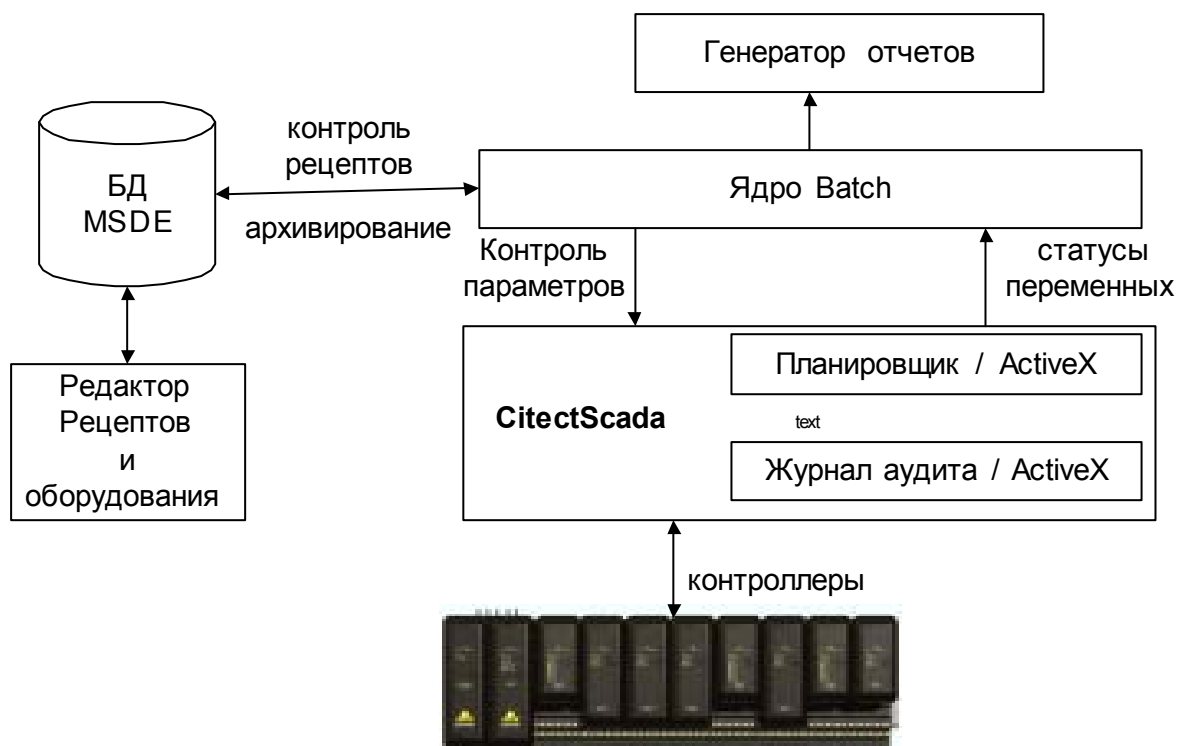 Генератор отчетов
контроль
рецептов
БД
MSDE
Ядро Batch
архивирование
Контроль
параметров
статусы
переменных
Редактор
Рецептов
и
оборудования
Планировщик / ActiveX
CitectScada
text
Журнал аудита / ActiveX
контроллеры